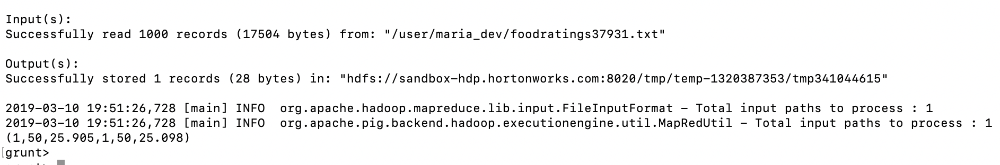 Input(s):
Successfully read 1000 records (17504 bytes) from: "/user/maria_dev/foodratings37931.txt"
Output(s):
Successfully stored 1 records (28 bytes) in: "hdfs://sandbox-hdp.hortonworks.com:8020/tmp/temp-1320387353/tmp341044615"
2019-03-10 19:51:26,728 [main] INFO  org.apache.hadoop.mapreduce.lib.input.FileInputFormat - Total input paths to process : 1
2019-03-10 19:51:26,728 [main] INFO  org.apache.pig.backend.hadoop.executionengine.util.MapRedUtil - Total input paths to process : 1
(1,50,25.905,1,50,25.098)
[grunt>